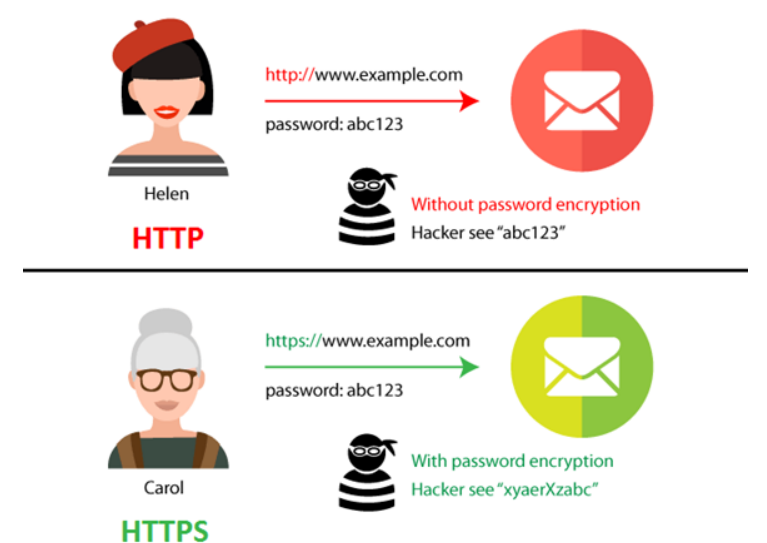 http://www.example.com
password: abc123
Helen
HTTP
Without password encryption
Hacker see “abc123”
https://www.example.com
password: abc123
Carol
HTTPS
With password encryption
Hacker see “xyaerXzabc”